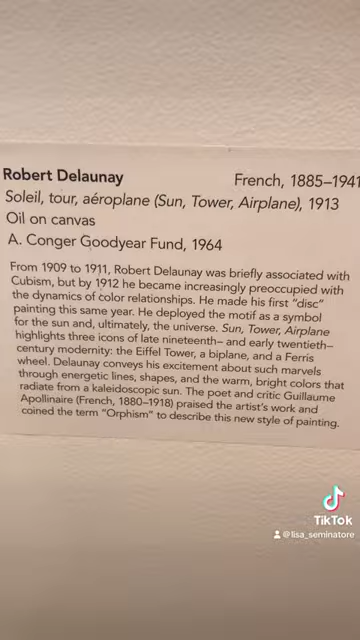 Robert Delaunay French, 1885–1941
Soleil, tour, aéroplane (Sun, Tower, Airplane), 1913
Oil on canvas
A. Conger Goodyear Fund, 1964
From 1909 to 1911, Robert Delaunay was briefly associated with
Cubism, but by 1912 he became increasingly preoccupied with
the dynamics of color relationships. He made his first "disc"
painting this same year. He deployed the motif as a symbol
for the sun and, ultimately, the universe. Sun, Tower, Airplane
highlights three icons of late nineteenth– and early twentieth–
century modernity: the Eiffel Tower, a biplane, and a Ferris
wheel. Delaunay conveys his excitement about such marvels
through energetic lines, shapes, and the warm, bright colors that
radiate from a kaleidoscopic sun. The poet and critic Guillaume
Apollinaire (French, 1880–1918) praised the artist's work and
coined the term "Orphism" to describe this new style of painting.
TikTok
@lisa_seminatore